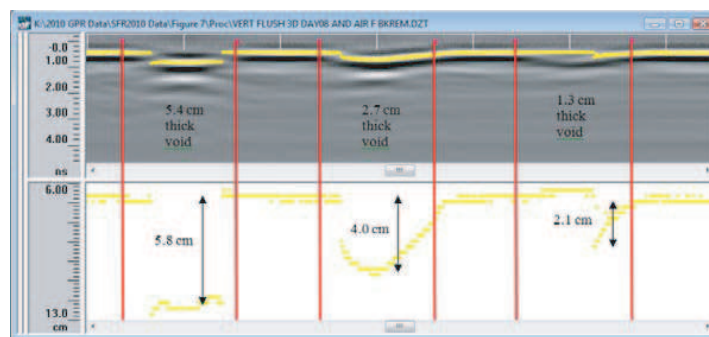 K:\2010 GPR Data\SFR2010 Data\Figure 7\Proc\VERT FLUSH 3D DAY08 AND AIR F BKREM.DZT
-0.0
1.00
2.00
3.00
4.00
ns
5.4 cm
thick
void
2.7 cm
thick
void
1.3 cm
thick
void
6.00
13.0
cm
5.8 cm
4.0 cm
2.1 cm